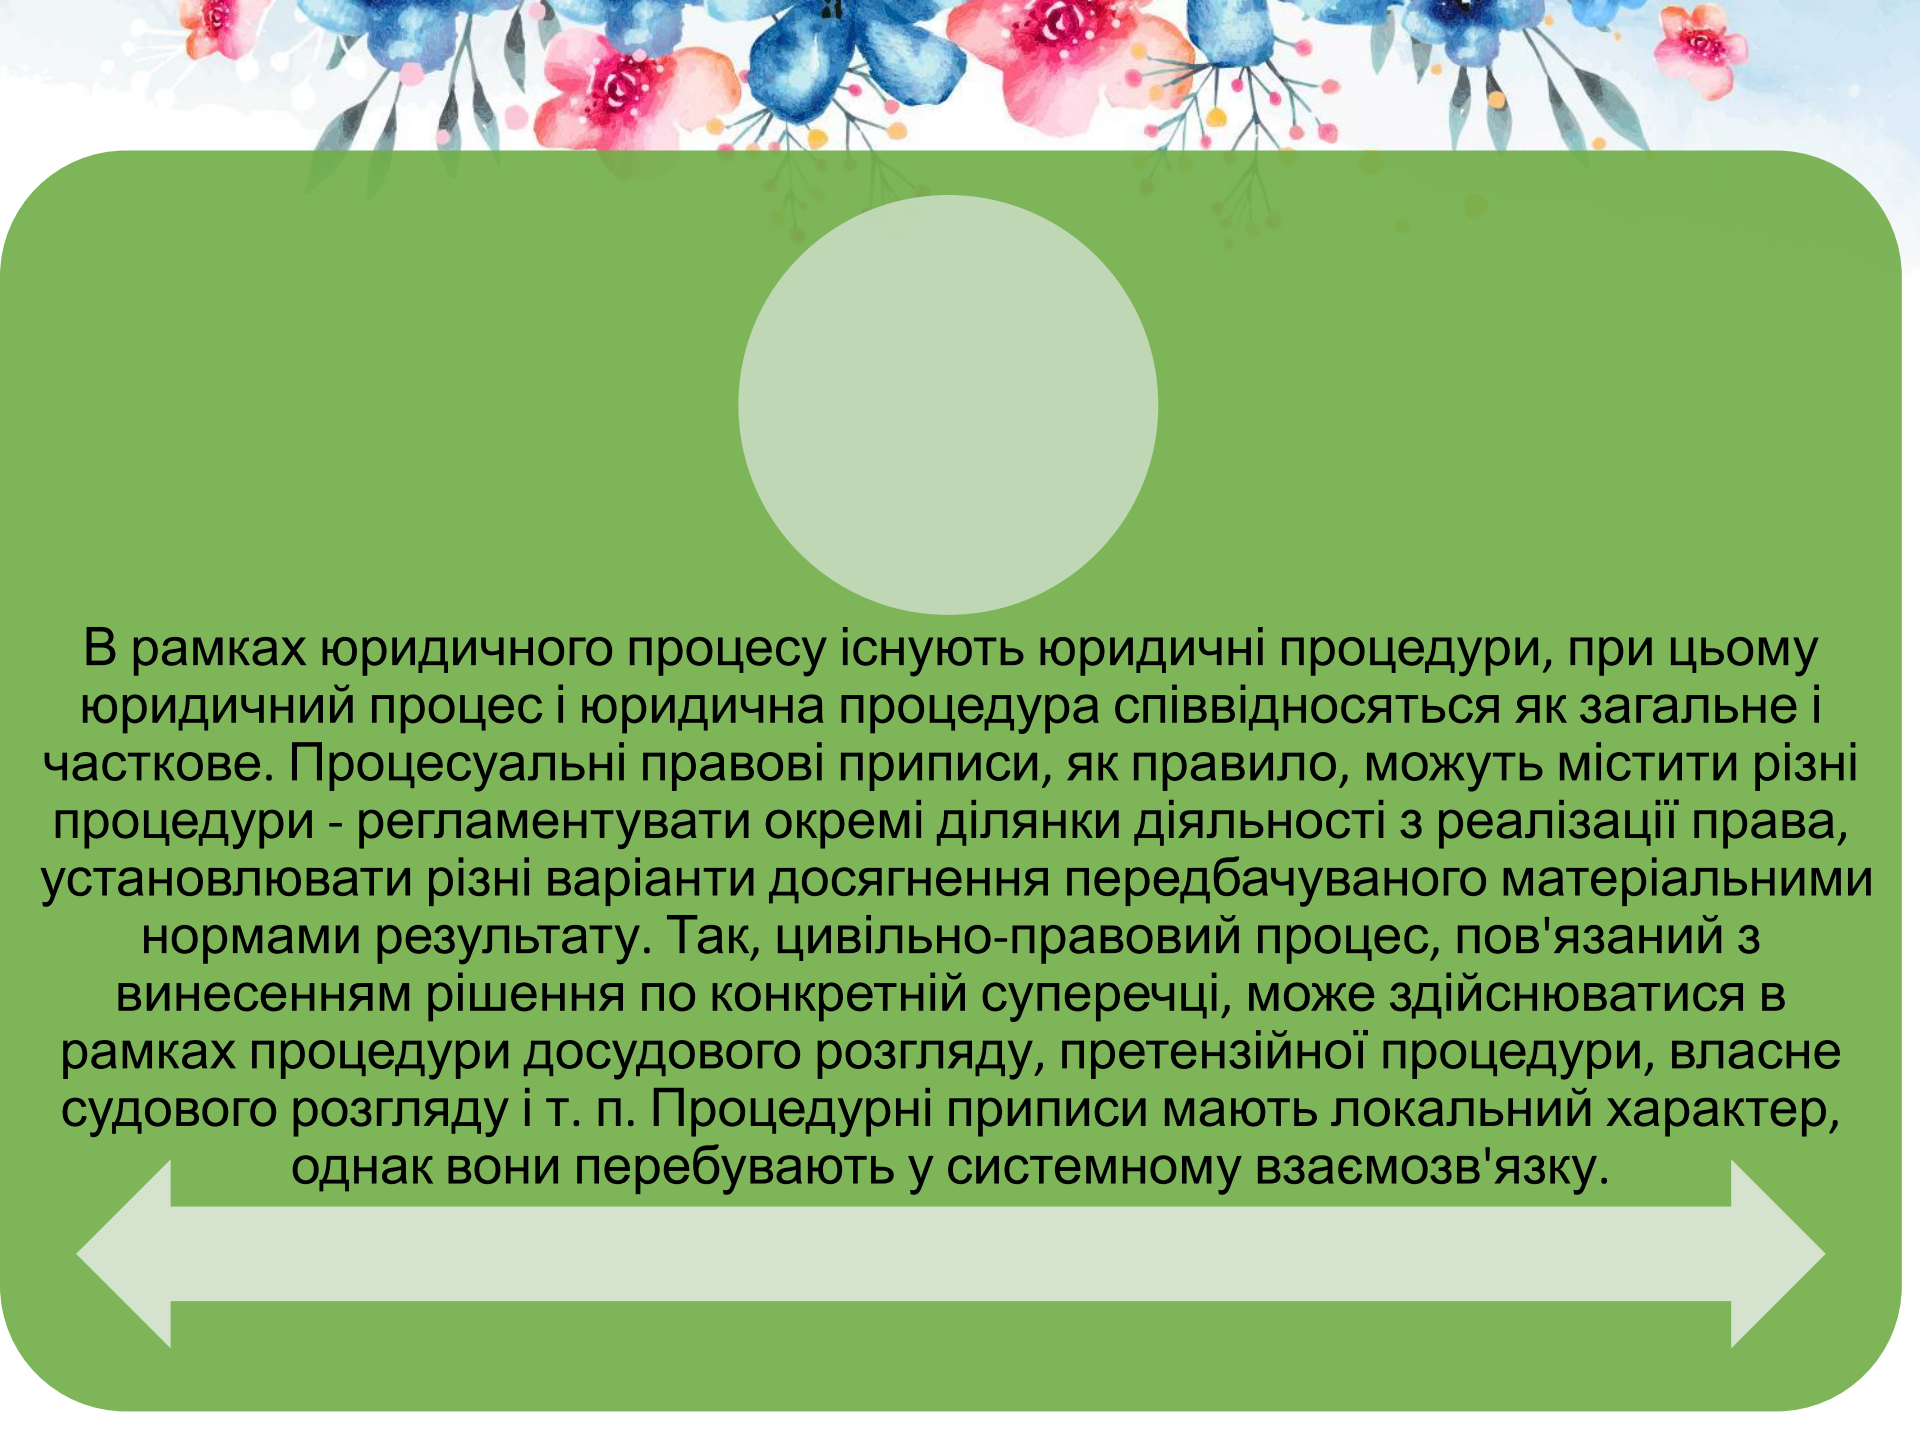 В рамках юридичного процесу існують юридичні процедури, при цьому
юридичний процес і юридична процедура співвідносяться як загальне і
часткове. Процесуальні правові приписи, як правило, можуть містити різні
процедури - регламентувати окремі ділянки діяльності з реалізації права,
установлювати різні варіанти досягнення передбачуваного матеріальними
нормами результату. Так, цивільно-правовий процес, пов'язаний з
винесенням рішення по конкретній суперечці, може здійснюватися в
рамках процедури досудового розгляду, претензійної процедури, власне
судового розгляду і т. п. Процедурні приписи мають локальний характер,
однак вони перебувають у системному взаємозв'язку.